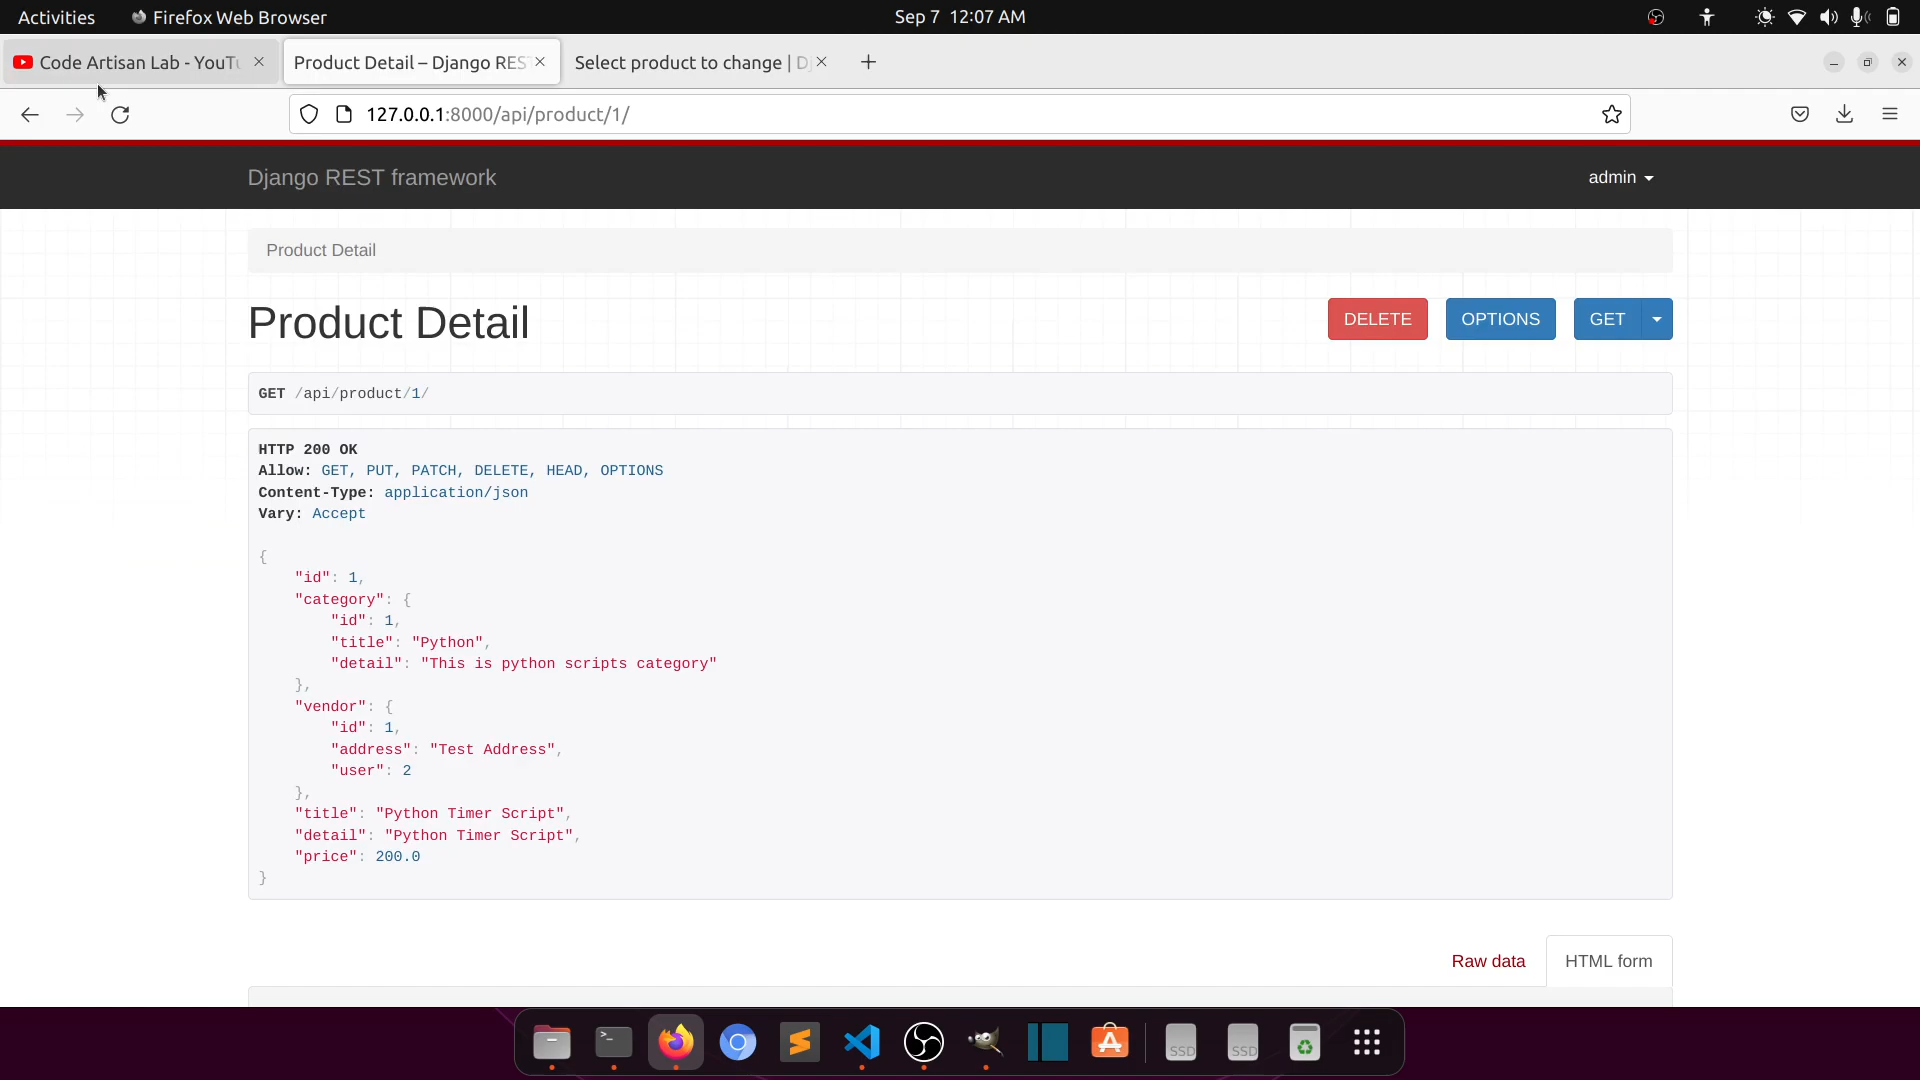 Activities
Firefox Web Browser
Sep 7 12:07 AM
Code Artisan Lab - YouTu
Product Detail – Django RES
Select product to change | D
127.0.0.1:8000/api/product/1/
Django REST framework
admin
Product Detail
Product Detail
DELETE
OPTIONS
GET
GET /api/product/1/
HTTP 200 OK
Allow: GET, PUT, PATCH, DELETE, HEAD, OPTIONS
Content-Type: application/json
Vary: Accept
{
"id": 1,
"category": {
"id": 1,
"title": "Python",
"detail": "This is python scripts category"
},
"vendor": {
"id": 1,
"address": "Test Address",
"user": 2
},
"title": "Python Timer Script",
"detail": "Python Timer Script",
"price": 200.0
}
Raw data
HTML form
SSD
SSD